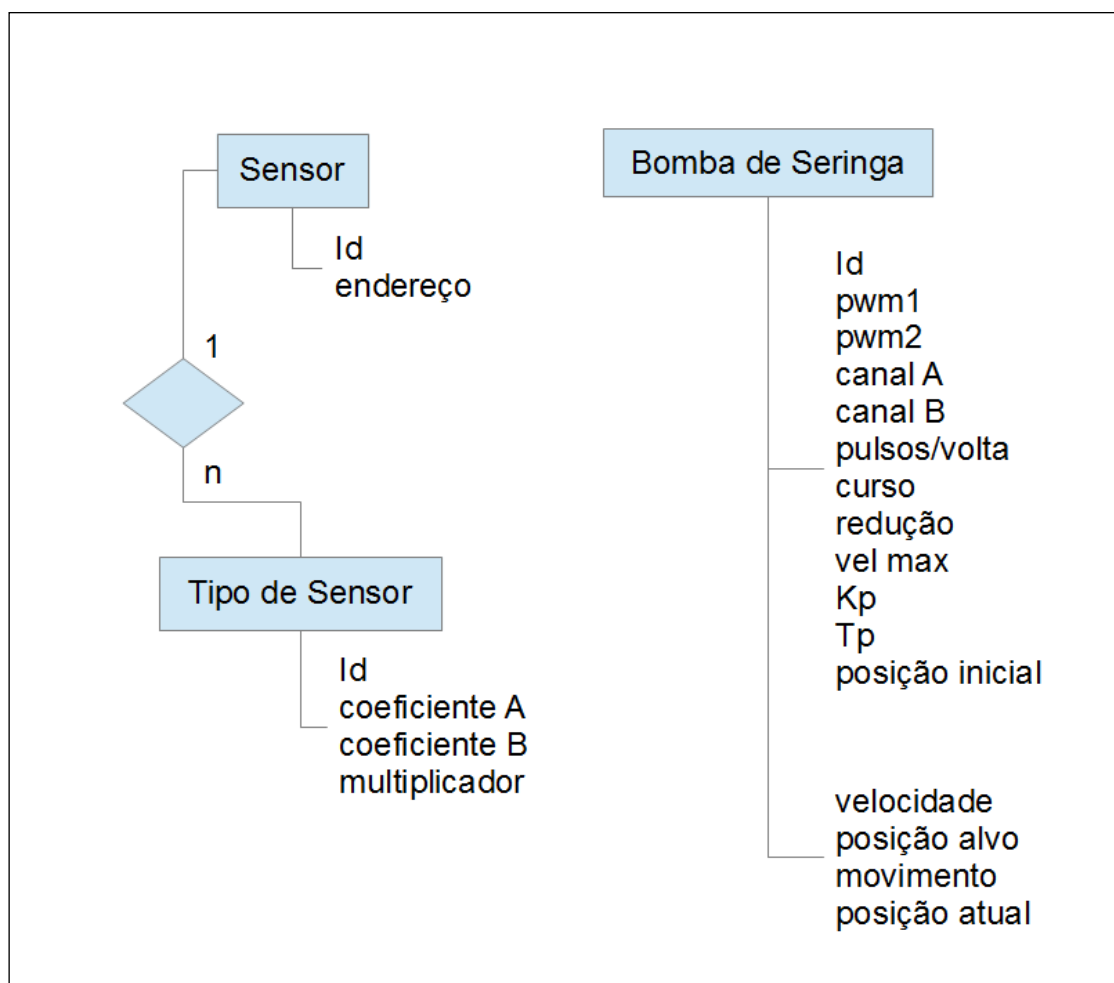 Sensor
Id
endereço
1
n
Tipo de Sensor
Id
coeficiente A
coeficiente B
multiplicador
Bomba de Seringa
Id
pwm1
pwm2
canal A
canal B
pulsos/volta
curso
redução
vel max
Kp
Tp
posição inicial
velocidade
posição alvo
movimento
posição atual